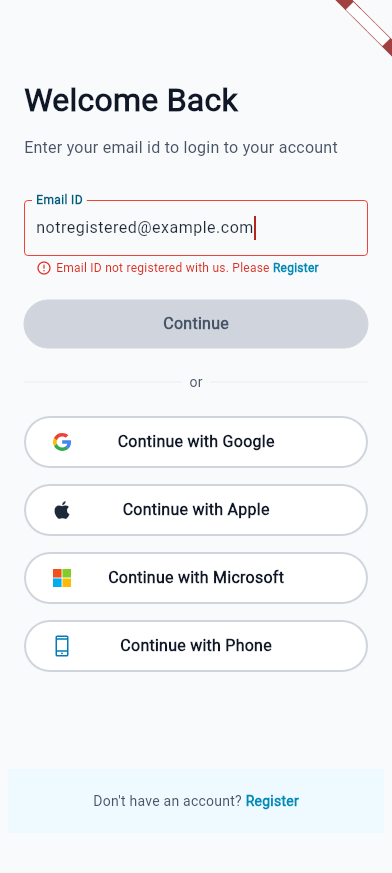 Welcome Back
Enter your email id to login to your account
Email ID
notregistered@example.com
Email ID not registered with us. Please Register
Continue
or
Continue with Google
Continue with Apple
Continue with Microsoft
Continue with Phone
Don't have an account? Register